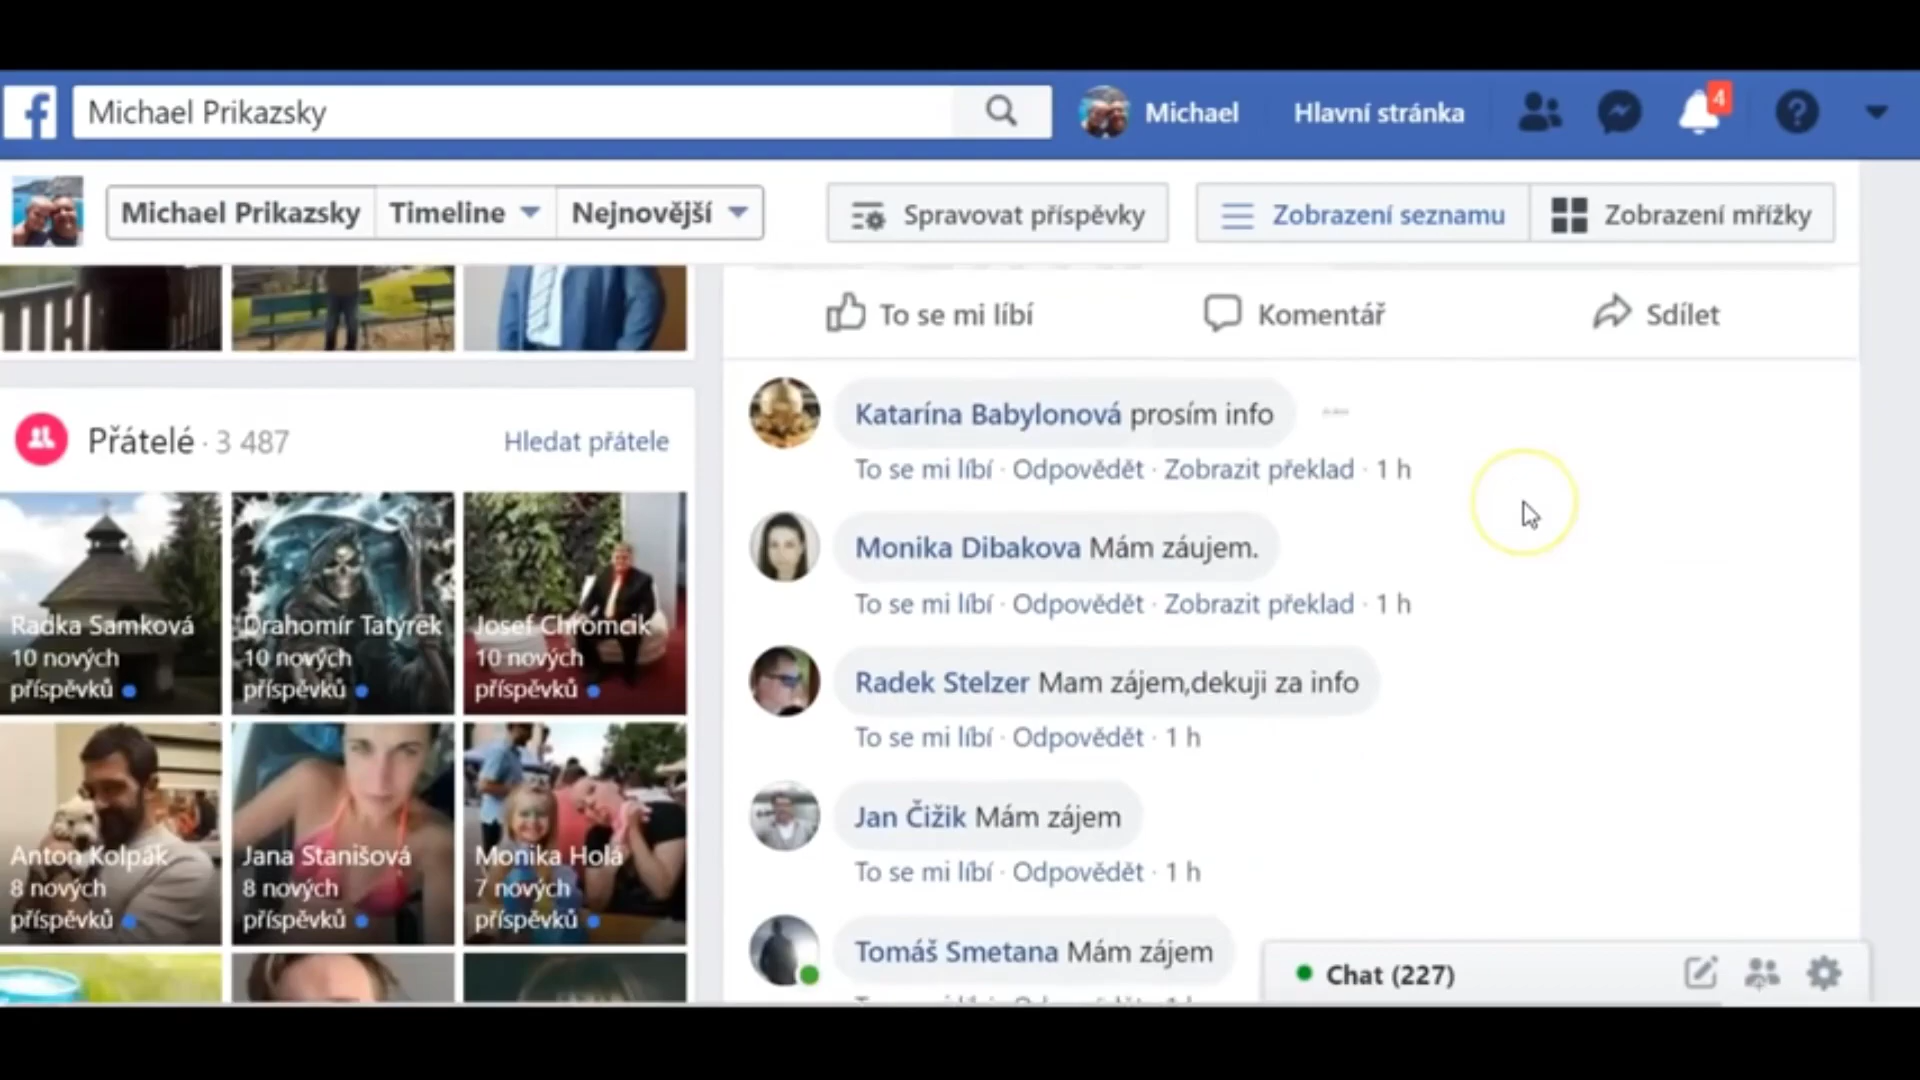 Michael Prikazsky
Michael
Hlavní stránka
4
Michael Prikazsky
Timeline
Nejnovější
Spravovat příspěvky
Zobrazení seznamu
Zobrazení mřížky
To se mi líbí
Komentář
Sdílet
Přátelé · 3 487
Hledat přátele
Radka Samková
10 nových
příspěvků
Drahomír Tatýrek
10 nových
příspěvků
Josef Chromcik
10 nových
příspěvků
Anton Kolpák
8 nových
příspěvků
Jana Stanišová
8 nových
příspěvků
Monika Holá
7 nových
příspěvků
Katarína Babylonová prosím info
To se mi líbí · Odpovědět · Zobrazit překlad · 1 h
Monika Dibakova Mám záujem.
To se mi líbí · Odpovědět · Zobrazit překlad · 1 h
Radek Stelzer Mam zájem,dekuji za info
To se mi líbí · Odpovědět · 1 h
Jan Čižik Mám zájem
To se mi líbí · Odpovědět · 1 h
Tomáš Smetana Mám zájem
Chat (227)